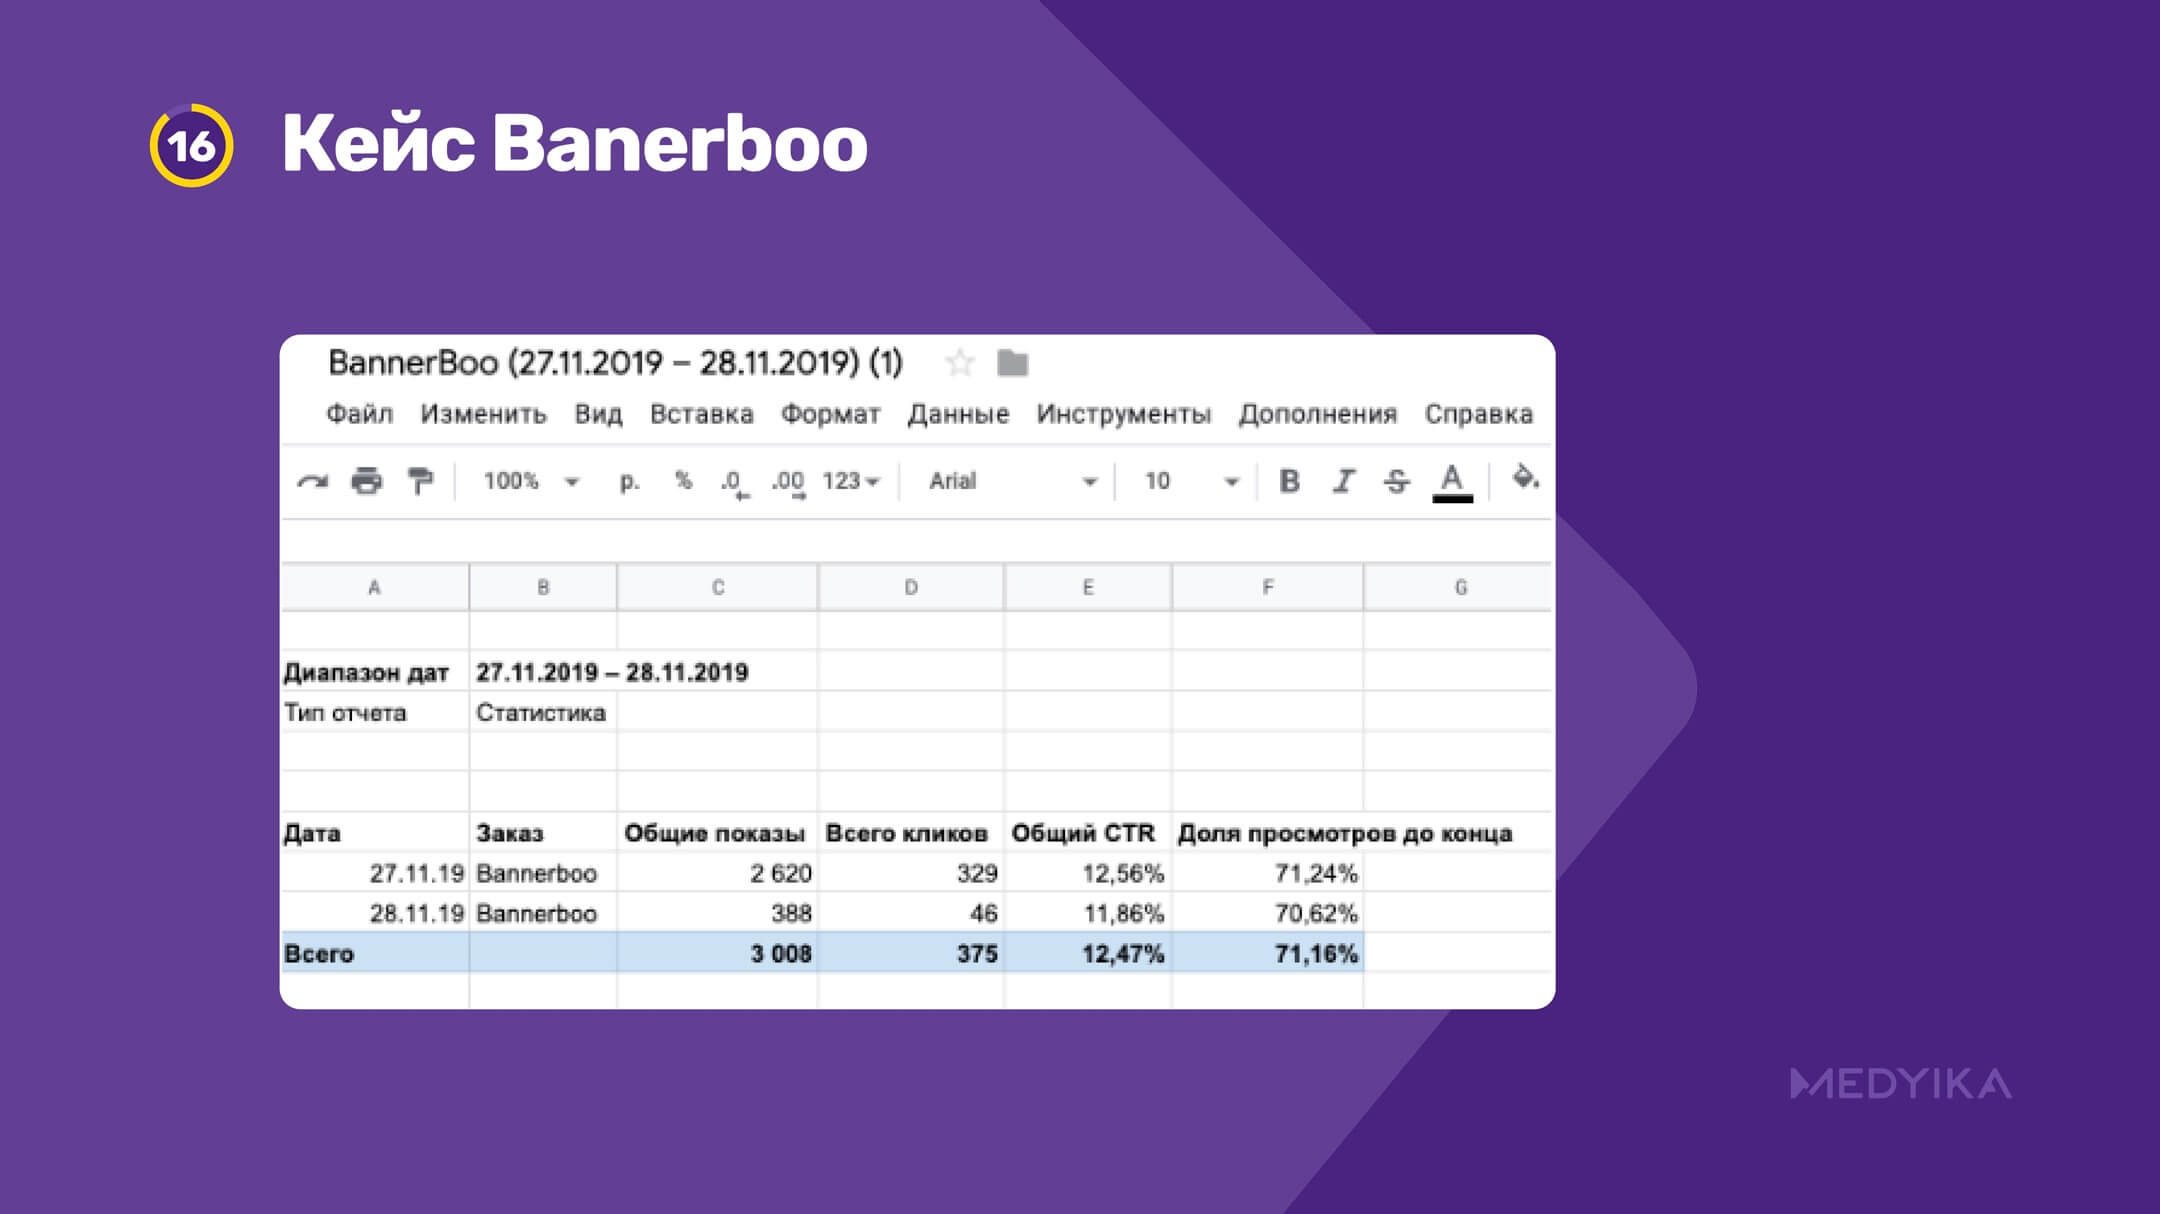 16
Кейс Banerboo
BannerBoo (27.11.2019 – 28.11.2019) (1)
Файл Изменить Вид Вставка Формат Данные Инструменты Дополнения Справка
100% р. % .0 .00 123 Arial 10 B I S A
A B C D E F G
Диапазон дат 27.11.2019 – 28.11.2019
Тип отчета Статистика
Дата Заказ Общие показы Всего кликов Общий CTR Доля просмотров до конца
27.11.19 Bannerboo 2 620 329 12,56% 71,24%
28.11.19 Bannerboo 388 46 11,86% 70,62%
Всего 3 008 375 12,47% 71,16%
MEDYIKA